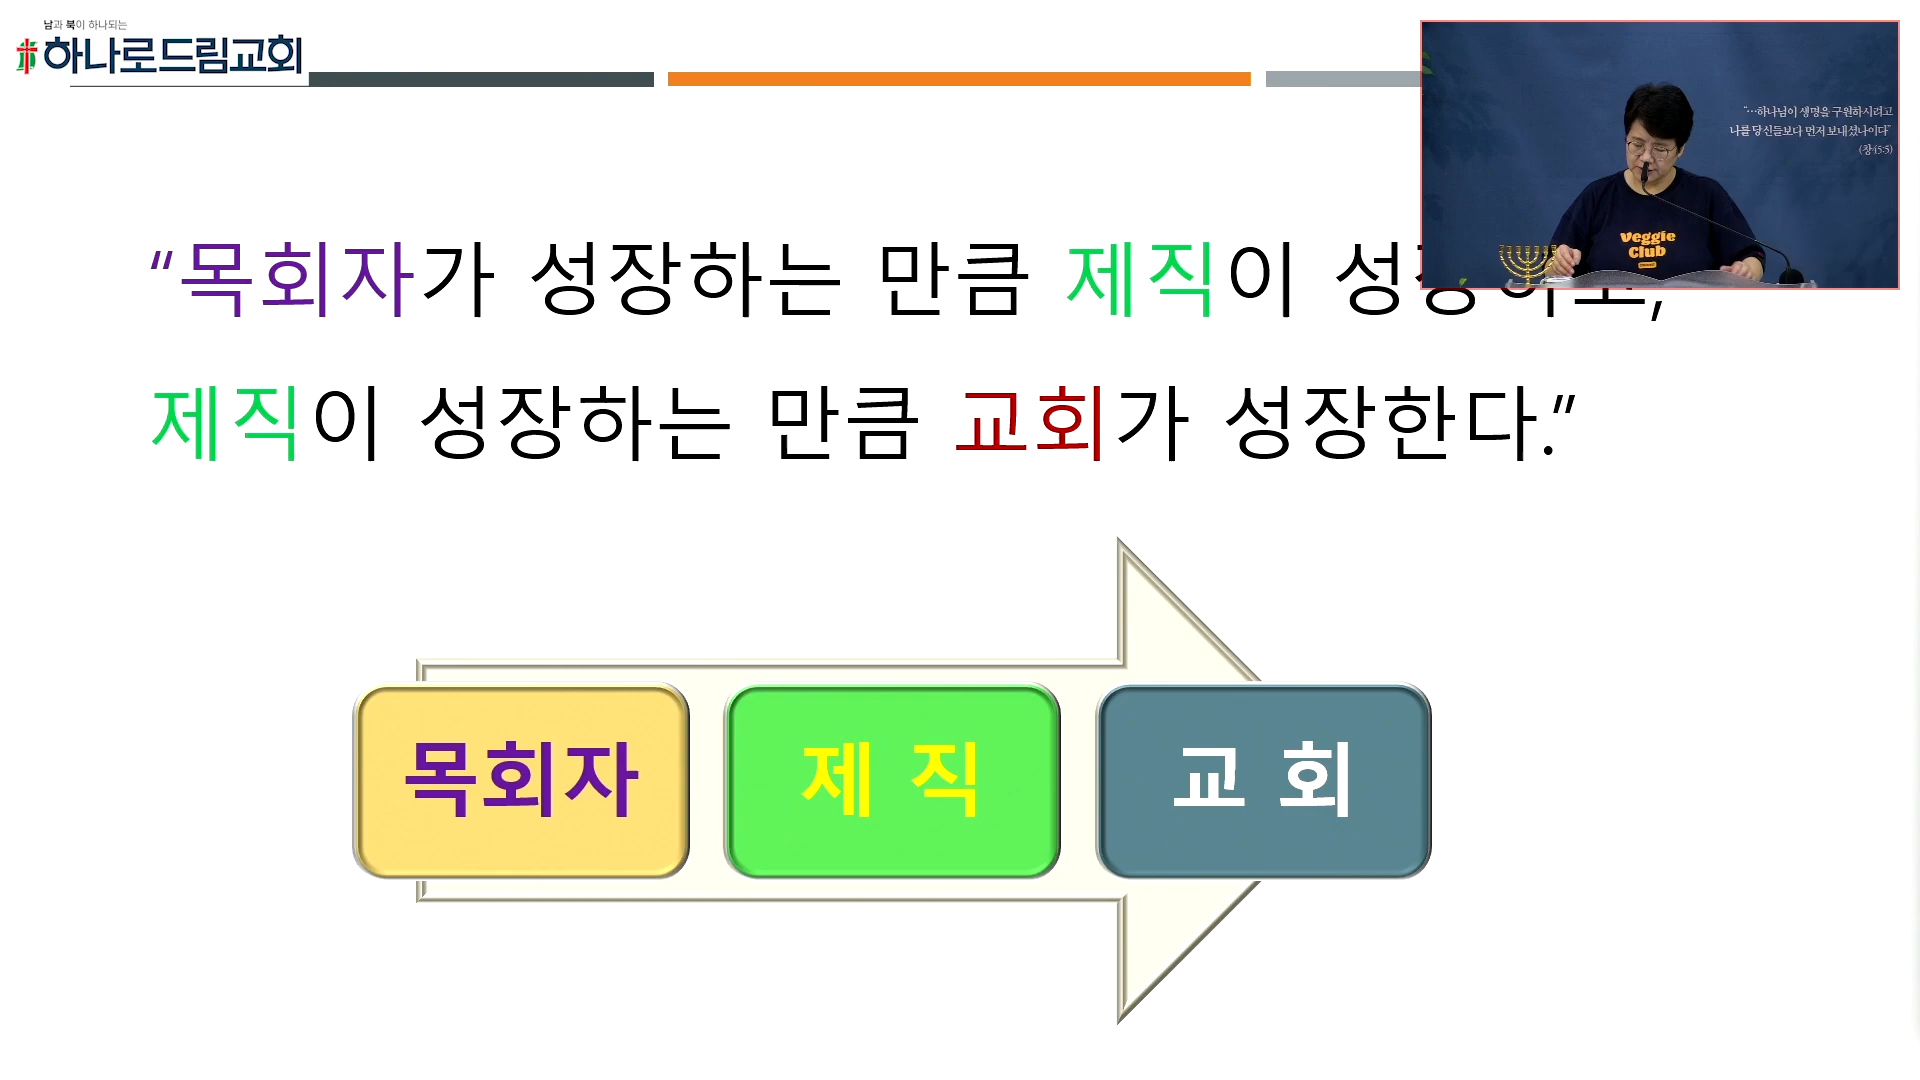 남과 북이 하나되는
하나로드림교회
"…하나님이 생명을 구원하시려고
나를 당신들보다 먼저 보내셨나이다"
(창45:5)
Veggie
Club
“목회자가 성장하는 만큼 제직이 성장하고,
제직이 성장하는 만큼 교회가 성장한다.”
목회자
제 직
교 회